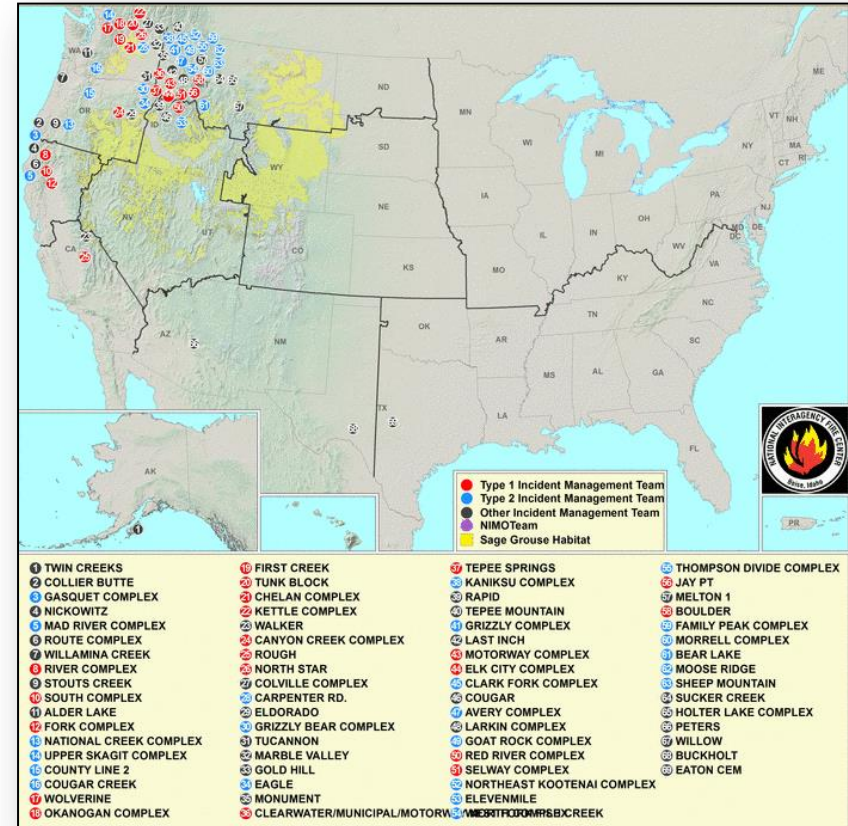 WA
OR
ID
NV
UT
CA
AZ
NM
WY
CO
ND
SD
NE
KS
OK
TX
MN
IA
MO
AR
LA
WI
MI
IL
IN
OH
KY
TN
MS
AL
GA
FL
SC
NC
VA
WV
MD
DC
DE
NJ
PA
NY
CT
RI
MA
VT
NH
ME
AK
PR
NATIONAL INTERAGENCY FIRE CENTER
Boise, Idaho
Type 1 Incident Management Team
Type 2 Incident Management Team
Other Incident Management Team
NIMOTeam
Sage Grouse Habitat
1 TWIN CREEKS
2 COLLIER BUTTE
3 GASQUET COMPLEX
4 NICKOWITZ
5 MAD RIVER COMPLEX
6 ROUTE COMPLEX
7 WILLAMINA CREEK
8 RIVER COMPLEX
9 STOUTS CREEK
10 SOUTH COMPLEX
11 ALDER LAKE
12 FORK COMPLEX
13 NATIONAL CREEK COMPLEX
14 UPPER SKAGIT COMPLEX
15 COUNTY LINE 2
16 COUGAR CREEK
17 WOLVERINE
18 OKANOGAN COMPLEX
19 FIRST CREEK
20 TUNK BLOCK
21 CHELAN COMPLEX
22 KETTLE COMPLEX
23 WALKER
24 CANYON CREEK COMPLEX
25 ROUGH
26 NORTH STAR
27 COLVILLE COMPLEX
28 CARPENTER RD.
29 ELDORADO
30 GRIZZLY BEAR COMPLEX
31 TUCANNON
32 MARBLE VALLEY
33 GOLD HILL
34 EAGLE
35 MONUMENT
36 CLEARWATER/MUNICIPAL/MOTORW
37 TEPEE SPRINGS
38 KANIKSU COMPLEX
39 RAPID
40 TEPEE MOUNTAIN
41 GRIZZLY COMPLEX
42 LAST INCH
43 MOTORWAY COMPLEX
44 ELK CITY COMPLEX
45 CLARK FORK COMPLEX
46 COUGAR
47 AVERY COMPLEX
48 LARKIN COMPLEX
49 GOAT ROCK COMPLEX
50 RED RIVER COMPLEX
51 SELWAY COMPLEX
52 NORTHEAST KOOTENAI COMPLEX
53 ELEVENMILE
54 CREEK
55 THOMPSON DIVIDE COMPLEX
56 JAY PT
57 MELTON 1
58 BOULDER
59 FAMILY PEAK COMPLEX
60 MORRELL COMPLEX
61 BEAR LAKE
62 MOOSE RIDGE
63 SHEEP MOUNTAIN
64 SUCKER CREEK
65 HOLTER LAKE COMPLEX
66 PETERS
67 WILLOW
68 BUCKHOLT
69 EATON CEM